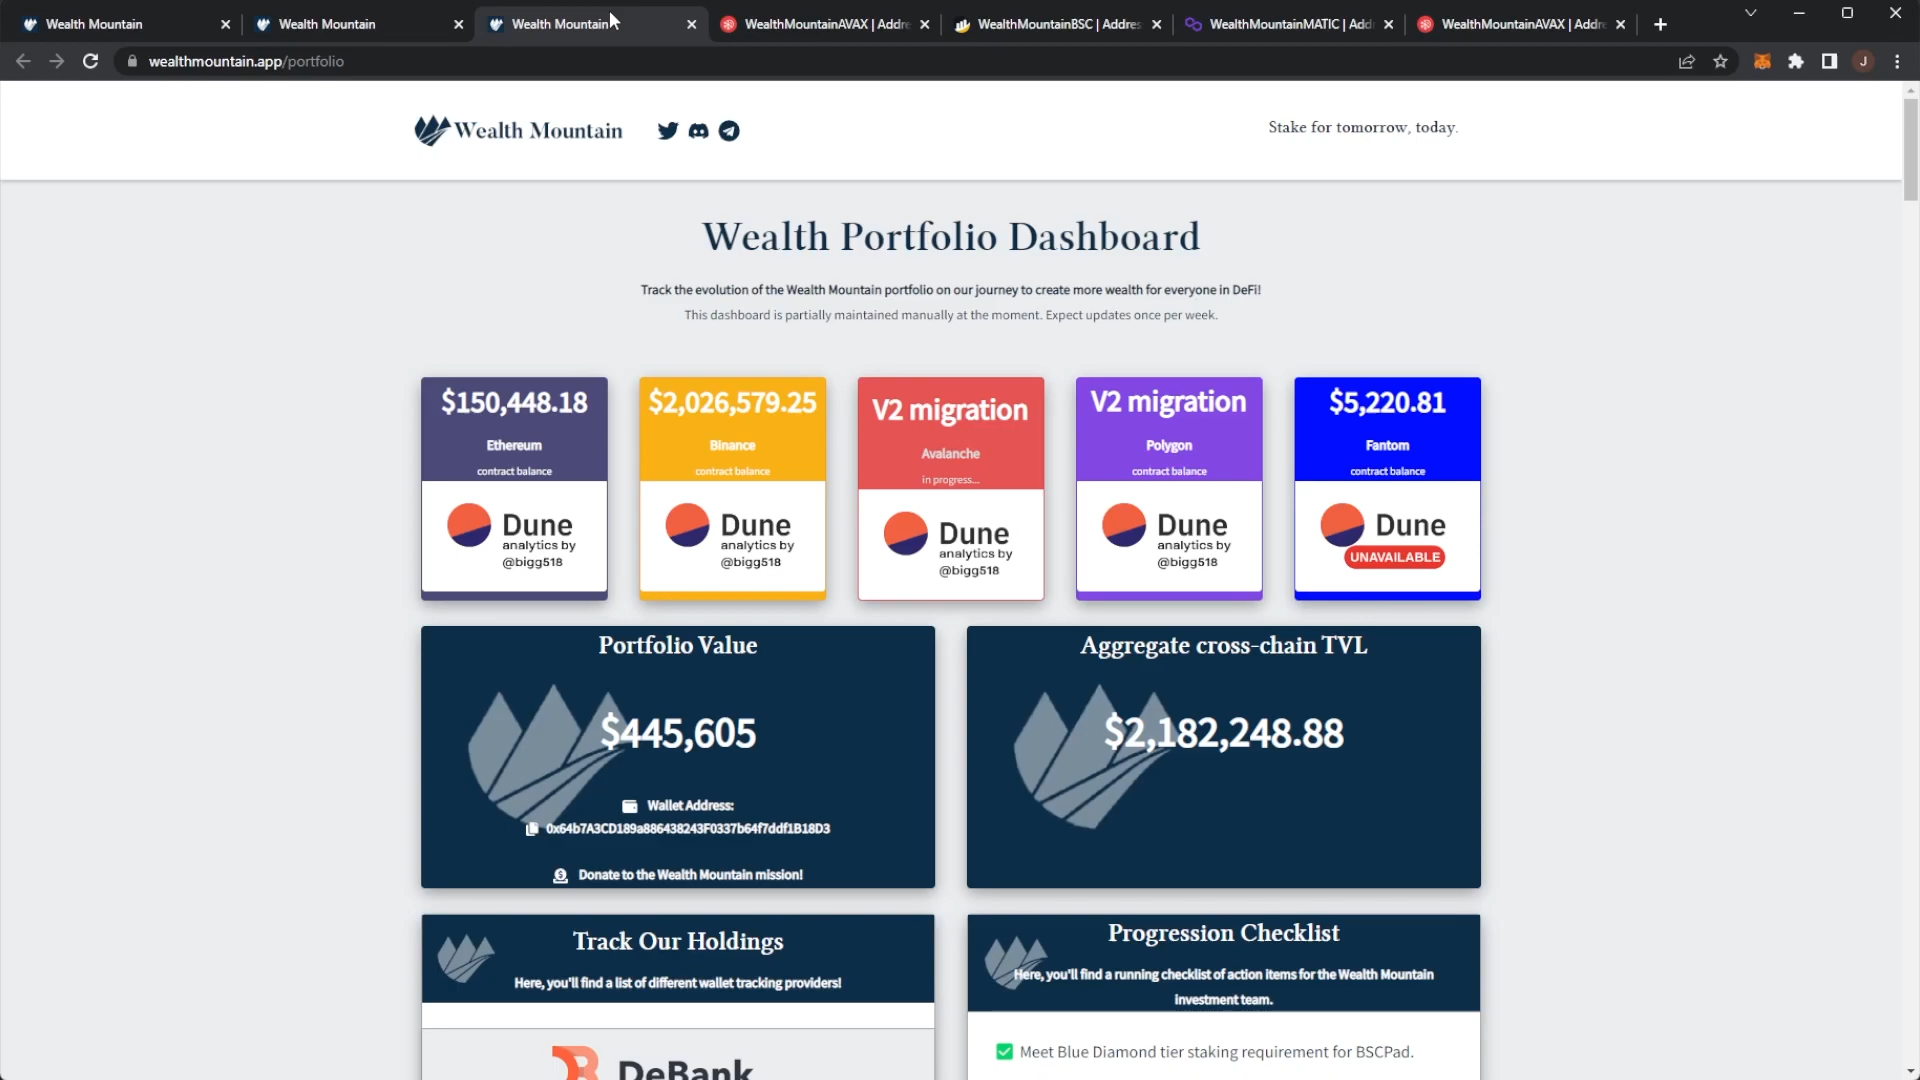 Wealth Mountain
Wealth Mountain
Wealth Mountain
WealthMountainAVAX | Addre
WealthMountainBSC | Addres
WealthMountainMATIC | Add
WealthMountainAVAX | Addre
wealthmountain.app/portfolio
J
Wealth Mountain
Stake for tomorrow, today.
Wealth Portfolio Dashboard
Track the evolution of the Wealth Mountain portfolio on our journey to create more wealth for everyone in DeFi!
This dashboard is partially maintained manually at the moment. Expect updates once per week.
$150,448.18
Ethereum
contract balance
Dune
analytics by
@bigg518
$2,026,579.25
Binance
contract balance
Dune
analytics by
@bigg518
V2 migration
Avalanche
in progress...
Dune
analytics by
@bigg518
V2 migration
Polygon
contract balance
Dune
analytics by
@bigg518
$5,220.81
Fantom
contract balance
Dune
UNAVAILABLE
Portfolio Value
$445,605
Wallet Address:
0x64b7A3CD189a886438243F0337b64f7ddf1B18D3
Donate to the Wealth Mountain mission!
Aggregate cross-chain TVL
$2,182,248.88
Track Our Holdings
Here, you'll find a list of different wallet tracking providers!
DeBank
Progression Checklist
Here, you'll find a running checklist of action items for the Wealth Mountain
investment team.
Meet Blue Diamond tier staking requirement for BSCPad.